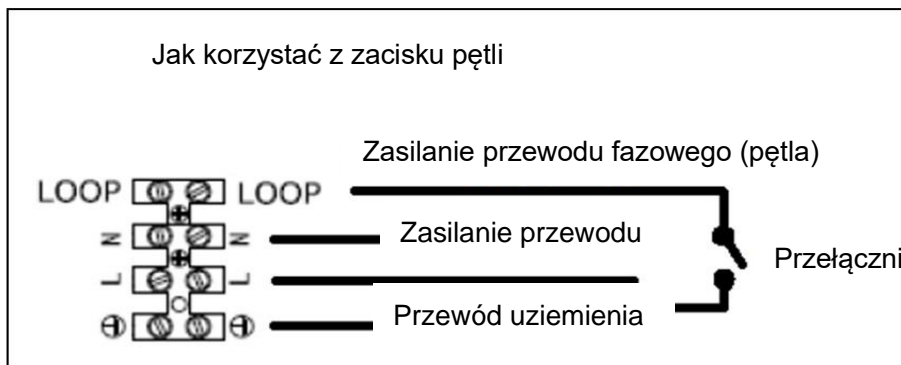 Jak korzystać z zacisku pętli
Zasilanie przewodu fazowego (pętla)
LOOP LOOP
N N Zasilanie przewodu
Przełączni
L L
Przewód uziemienia